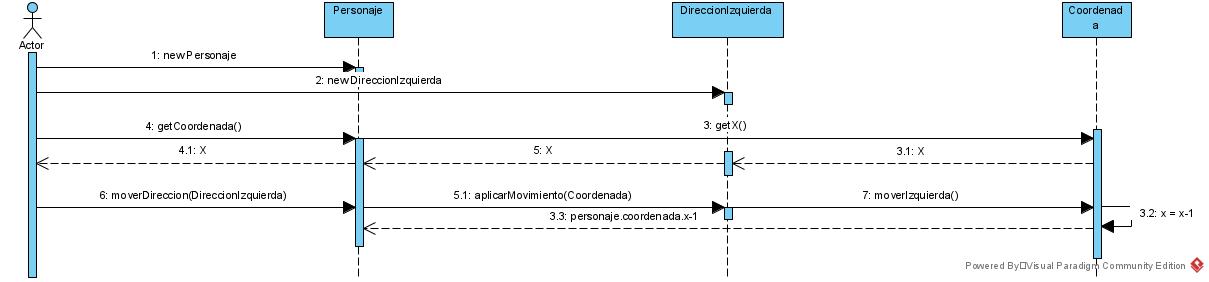 Personaje
DireccionIzquierda
Coordenad
a
Actor
1: newPersonaje
2: newDireccionIzquierda
4: getCoordenada()
3: getX()
4.1: X
5: X
3.1: X
6: moverDireccion(DireccionIzquierda)
5.1: aplicarMovimiento(Coordenada)
7: moverIzquierda()
3.2: x = x-1
3.3: personaje.coordenada.x-1
Powered By Visual Paradigm Community Edition